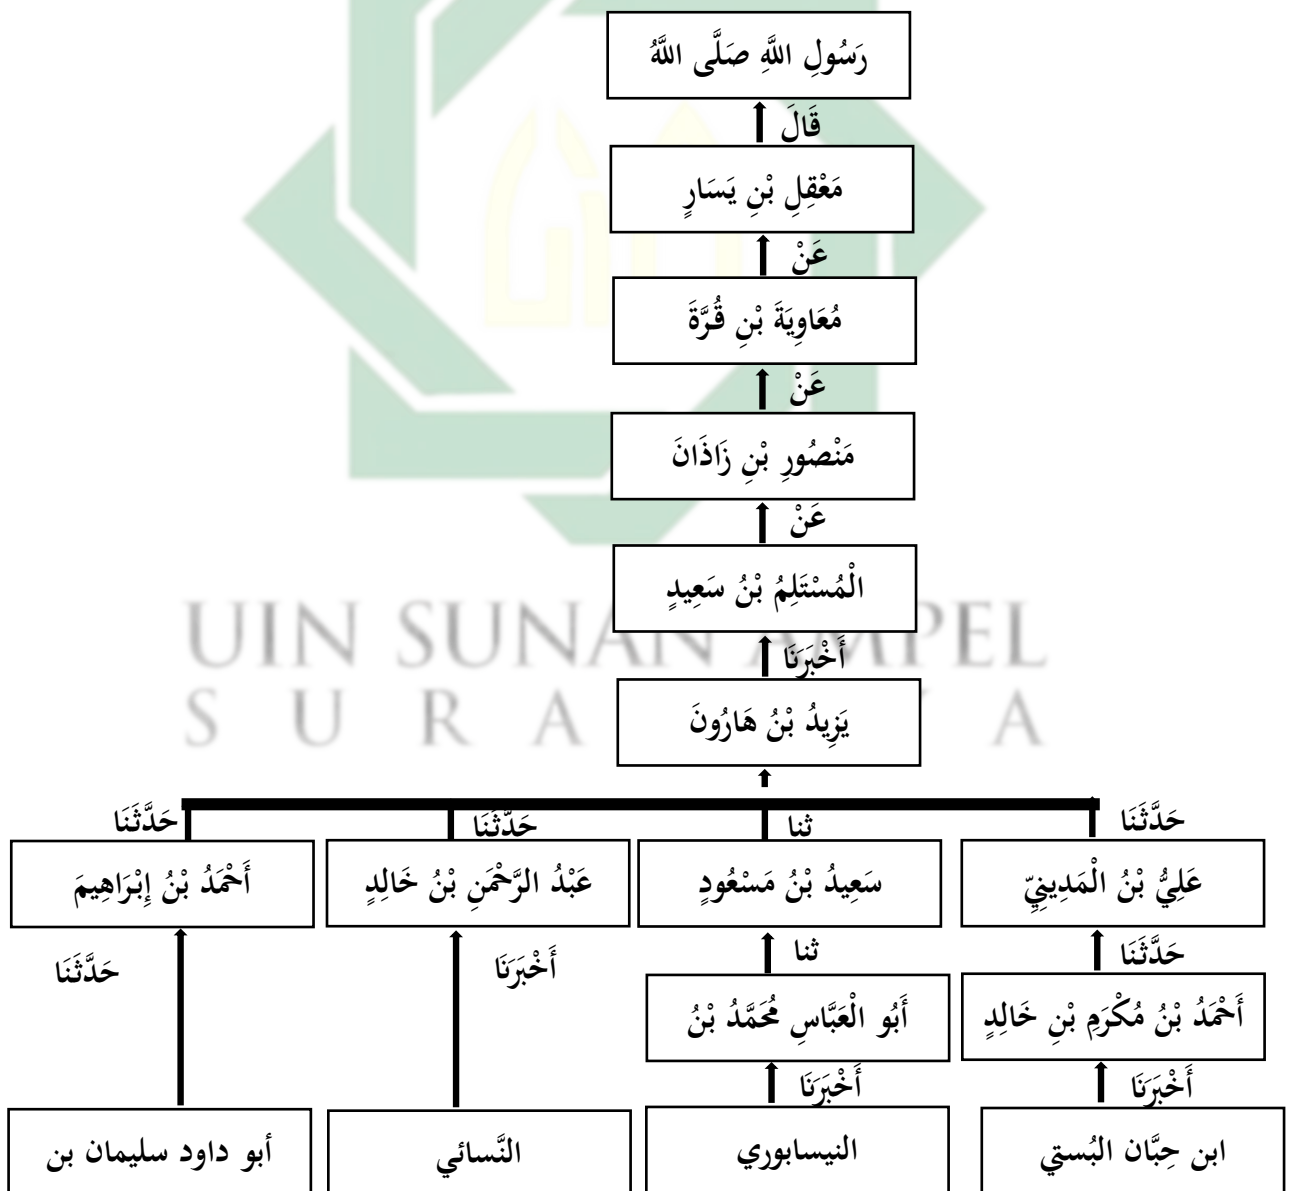 رَسُولِ اللَّهِ صَلَّى اللَّهُ
قَالَ
مَعْقِلِ بْنِ يَسَارٍ
عَنْ
مُعَاوِيَةَ بْنِ قُرَّةَ
عَنْ
مَنْصُورِ بْنِ زَاذَانَ
عَنْ
الْمُسْتَلِمُ بْنُ سَعِيدٍ
UIN SUNAN AMPEL
أَخْبَرَنَا
يَزِيدُ بْنُ هَارُونَ
S U R A A
حَدَّثَنَا ثنا حَدَّثَنَا حَدَّثَنَا
عَلِيُّ بْنُ الْمَدِينِيِّ سَعِيدُ بْنُ مَسْعُودٍ عَبْدُ الرَّحْمَنِ بْنُ خَالِدٍ أَحْمَدُ بْنُ إِبْرَاهِيمَ
حَدَّثَنَا ثنا أَخْبَرَنَا حَدَّثَنَا
أَحْمَدُ بْنُ مُكْرَمِ بْنِ خَالِدٍ أَبُو الْعَبَّاسِ مُحَمَّدُ بْنُ
أَخْبَرَنَا أَخْبَرَنَا
ابن حِبَّان البُستي النيسابوري النَّسائي أبو داود سليمان بن